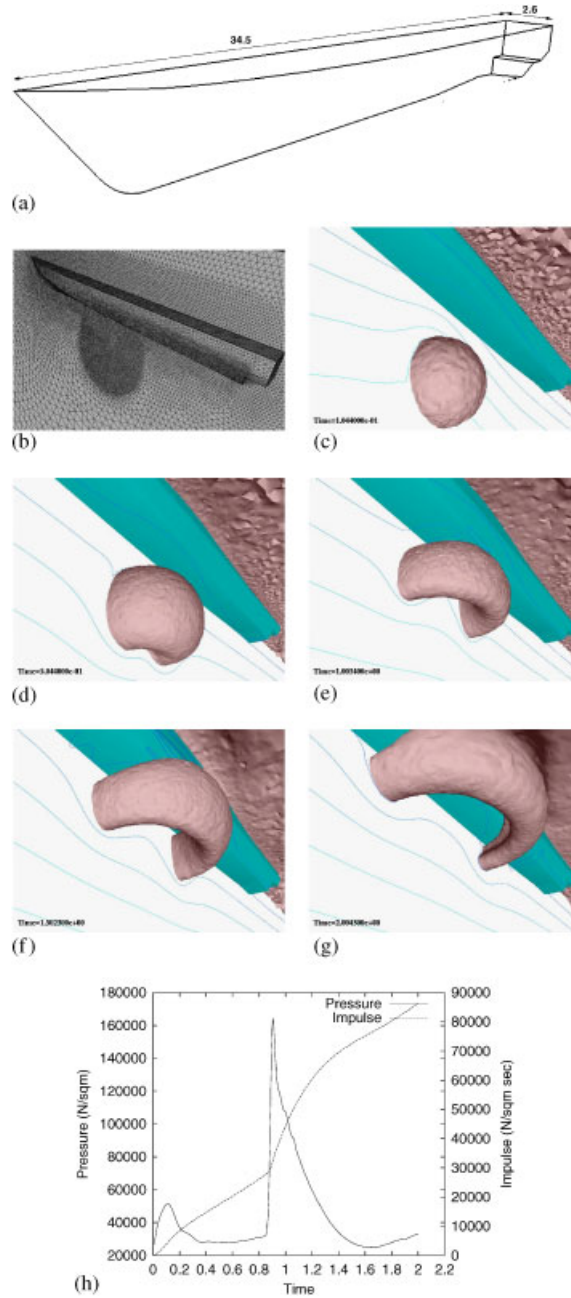 2.6
34.5
(a)
(b)
(c)
(d)
(e)
(f)
(g)
180000
160000
140000
120000
100000
80000
60000
40000
20000
Pressure (N/sqm)
Pressure
Impulse
90000
80000
70000
60000
50000
40000
30000
20000
10000
0
Impulse (N/sqm sec)
0 0.2 0.4 0.6 0.8 1 1.2 1.4 1.6 1.8 2 2.2
Time
(h)